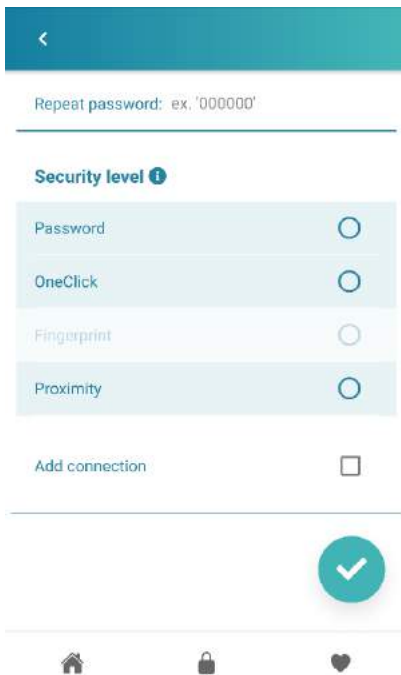 Repeat password: ex. '000000'
Security level
Password
OneClick
Fingerprint
Proximity
Add connection